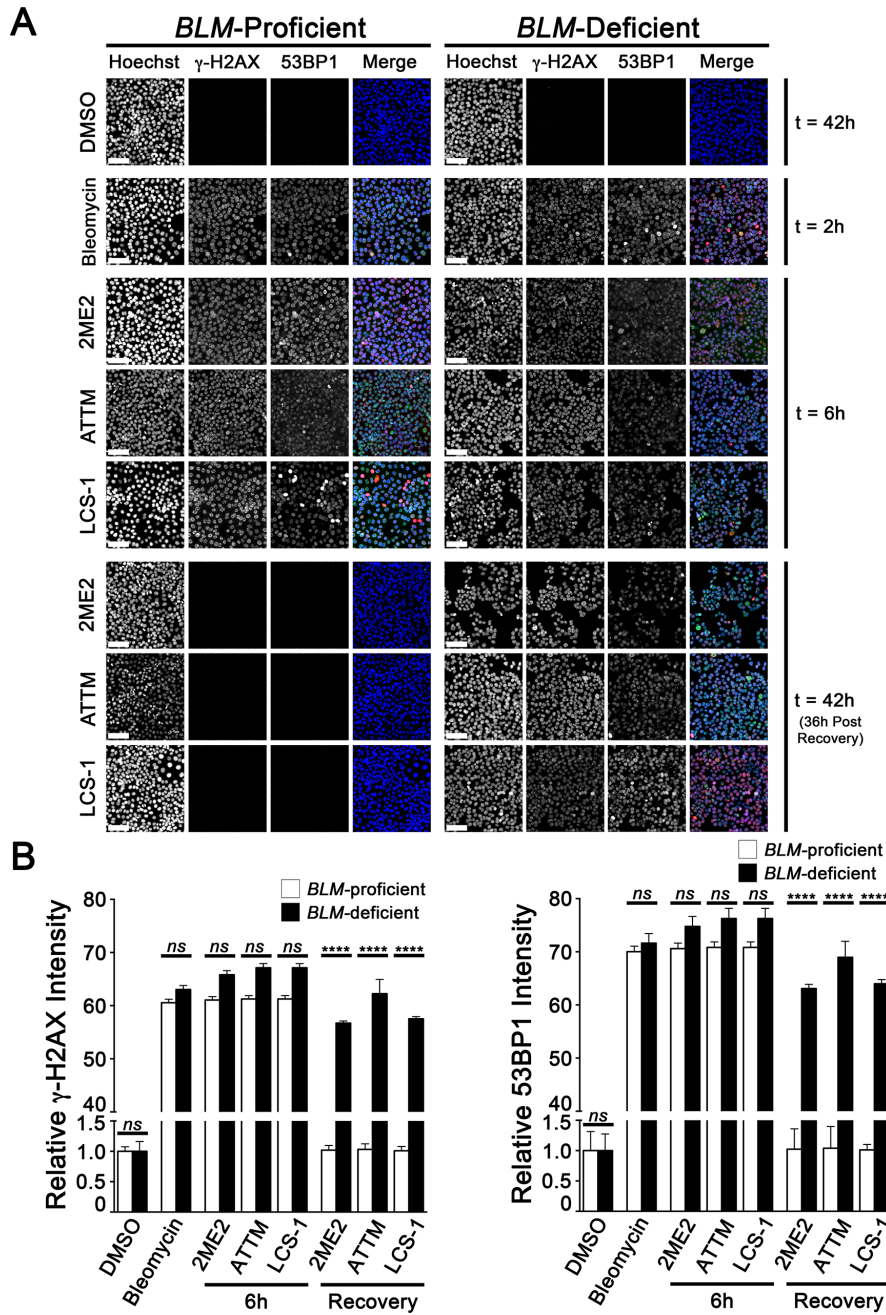 A
BLM-Proficient BLM-Deficient
Hoechst γ-H2AX 53BP1 Merge Hoechst γ-H2AX 53BP1 Merge
DMSO
t = 42h
Bleomycin
t = 2h
2ME2
ATTM
t = 6h
LCS-1
2ME2
ATTM
t = 42h
(36h Post
Recovery)
LCS-1
B
BLM-proficient
BLM-deficient
Relative γ-H2AX Intensity
80
70
60
50
40
1.5
1.0
0.5
0
ns
ns ns ns ns **** **** ****
DMSO Bleomycin 2ME2 ATTM LCS-1 2ME2 ATTM LCS-1
6h Recovery
BLM-proficient
BLM-deficient
Relative 53BP1 Intensity
80
70
60
50
40
1.5
1.0
0.5
0
ns
ns ns ns ns **** **** ****
DMSO Bleomycin 2ME2 ATTM LCS-1 2ME2 ATTM LCS-1
6h Recovery